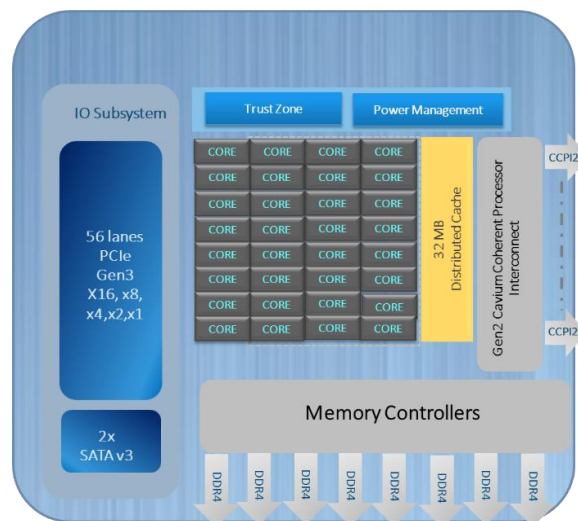 IO Subsystem
TrustZone
Power Management
CORE CORE CORE CORE
CORE CORE CORE CORE
CORE CORE CORE CORE
CORE CORE CORE CORE
CORE CORE CORE CORE
CORE CORE CORE CORE
CORE CORE CORE CORE
CORE CORE CORE CORE
56 lanes
PCIe
Gen3
X16, x8,
x4,x2,x1
2x
SATA v3
32 MB
Distributed Cache
Gen2 Cavium Coherent Processor
Interconnect
CCPI2
CCPI2
Memory Controllers
DDR4 DDR4 DDR4 DDR4 DDR4 DDR4 DDR4 DDR4